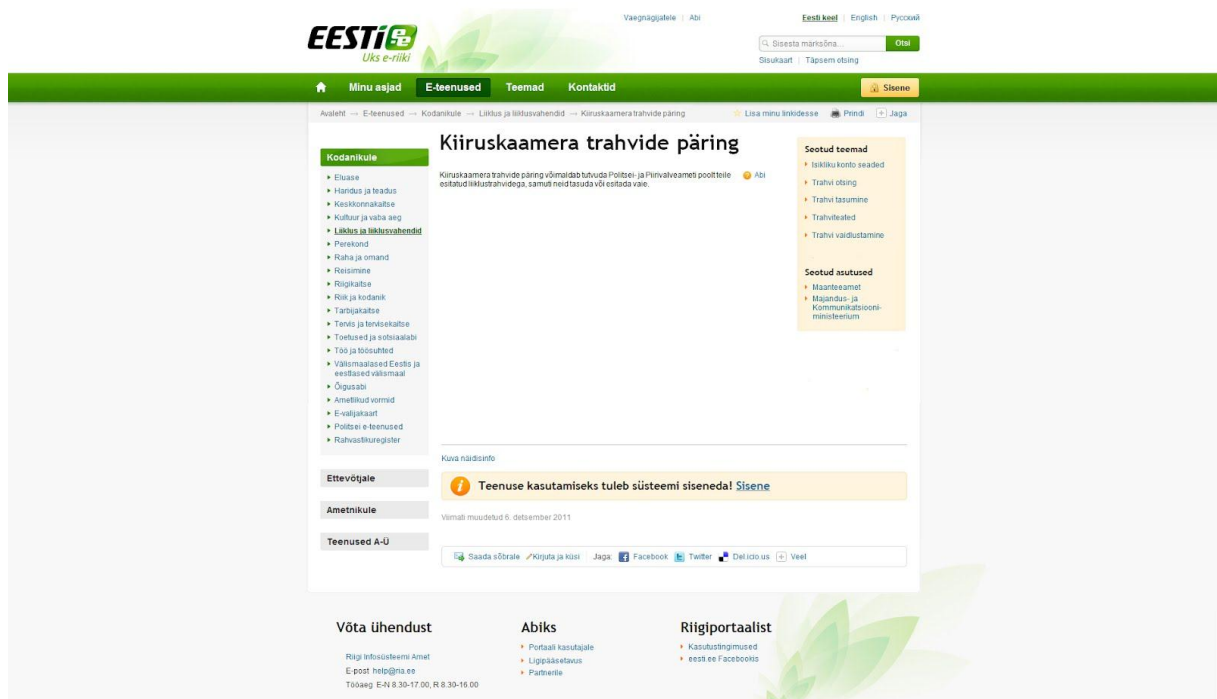 EESTi.ee
Uks e-riiki
Vaegnägijatele
Abi
Eesti keel
English
Русский
Sisesta märksõna...
Otsi
Sisukaart
Täpsem otsing
Minu asjad
E-teenused
Teemad
Kontaktid
Sisene
Avaleht → E-teenused → Kodanikule → Liiklus ja liiklusvahendid → Kiiruskaamera trahvide päring
Lisa minu linkidesse
Prindi
Jaga
Kodanikule
Eluase
Haridus ja teadus
Keskkonnakaitse
Kultuur ja vaba aeg
Liiklus ja liiklusvahendid
Perekond
Raha ja omand
Reisimine
Riigikaitse
Riik ja kodanik
Tarbijakaitse
Tervis ja tervisekaitse
Toetused ja sotsiaalabi
Töö ja töösuhted
Välismaalased Eestis ja
eestlased välismaal
Õigusabi
Ametlikud vormid
E-valijakaart
Politsei e-teenused
Rahvastikuregister
Ettevõtjale
Ametnikule
Teenused A-Ü
Kiiruskaamera trahvide päring
Kiiruskaamera trahvide päring võimaldab tutvuda Politsei- ja Piirivalveameti poolt teile
esitatud liiklustrahvidega, samuti neid tasuda või esitada vaie.
Abi
Seotud teemad
Isikliku konto seaded
Trahvi otsing
Trahvi tasumine
Trahviteated
Trahvi vaidlustamine
Seotud asutused
Maanteeamet
Majandus- ja
Kommunikatsiooni-
ministeerium
Kuva näidisinfo
Teenuse kasutamiseks tuleb süsteemi siseneda! Sisene
Viimati muudetud 6. detsember 2011
Saada sõbrale
Kirjuta ja küsi
Jaga:
Facebook
Twitter
Del.icio.us
Veel
Võta ühendust
Riigi Infosüsteemi Amet
E-post help@ria.ee
Tööaeg E-N 8.30-17.00, R 8.30-16.00
Abiks
Portaali kasutajale
Ligipääsetavus
Partnerile
Riigiportaalist
Kasutustingimused
eesti.ee Facebookis